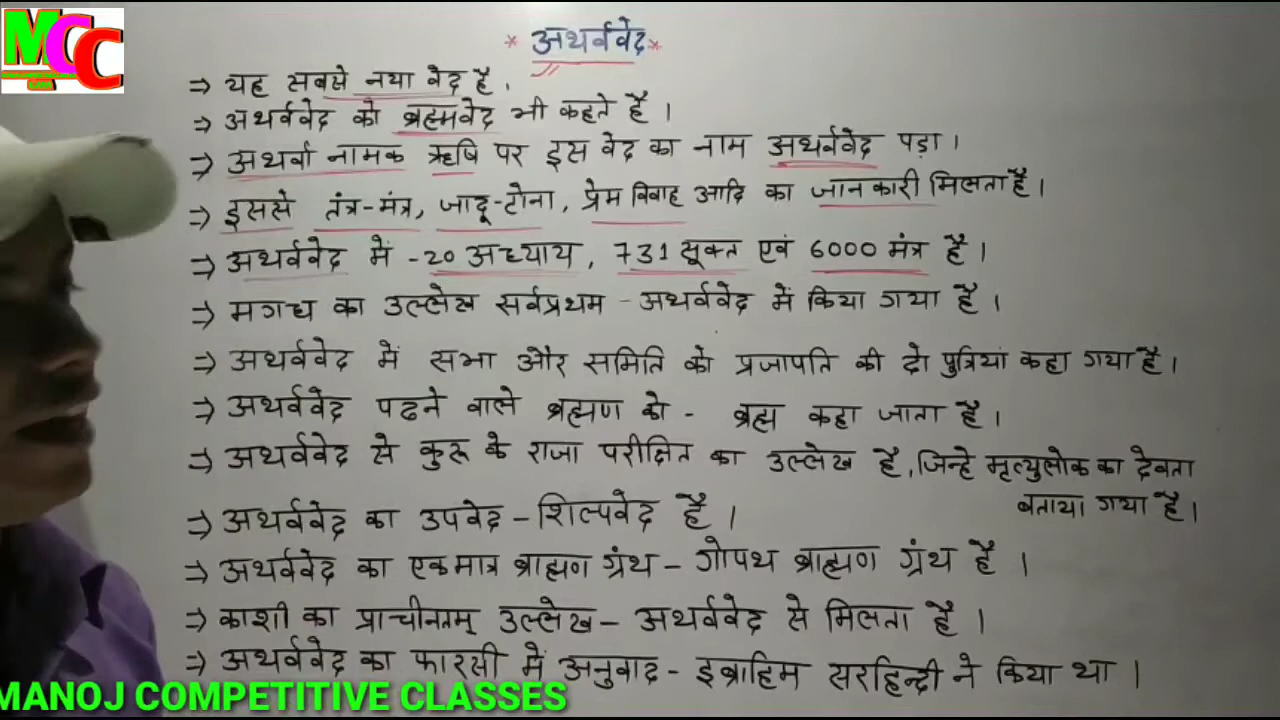 MCC
* अथर्ववेद *
⇒ यह सबसे नया वेद है .
⇒ अथर्ववेद को ब्रह्मवेद भी कहते हैं ।
⇒ अथर्वा नामक ऋषि पर इस वेद का नाम अथर्ववेद पड़ा ।
⇒ इससे तंत्र-मंत्र, जादू-टोना, प्रेम विवाह आदि का जानकारी मिलता है ।
⇒ अथर्ववेद में - 20 अध्याय, 731 सूक्त एवं 6000 मंत्र है ।
⇒ मगध का उल्लेख सर्वप्रथम - अथर्ववेद में किया गया है ।
⇒ अथर्ववेद में सभा और समिति को प्रजापति की दो पुत्रियां कहा गया है ।
⇒ अथर्ववेद पढने वाले ब्रह्मण को - ब्रह्म कहा जाता है ।
⇒ अथर्ववेद से कुरू के राजा परीक्षित का उल्लेख है, जिन्हे मृत्युलोक का देवता
बताया गया है ।
⇒ अथर्ववेद का उपवेद - शिल्पवेद है ।
⇒ अथर्ववेद का एकमात्र ब्राह्मण ग्रंथ - गोपथ ब्राह्मण ग्रंथ है ।
⇒ काशी का प्राचीनतम् उल्लेख - अथर्ववेद से मिलता है ।
⇒ अथर्ववेद का फारसी में अनुवाद - इब्राहिम सरहिन्दी ने किया था ।
MANOJ COMPETITIVE CLASSES